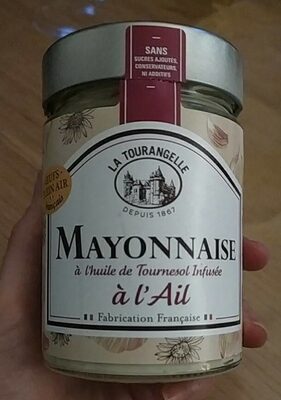 SANS
SUCRES AJOUTÉS,
CONSERVATEURS,
NI ADDITIFS
LA TOURANGELLE
DEPUIS 1867
MAYONNAISE
à l'huile de Tournesol Infusée
à l'Ail
Fabrication Française